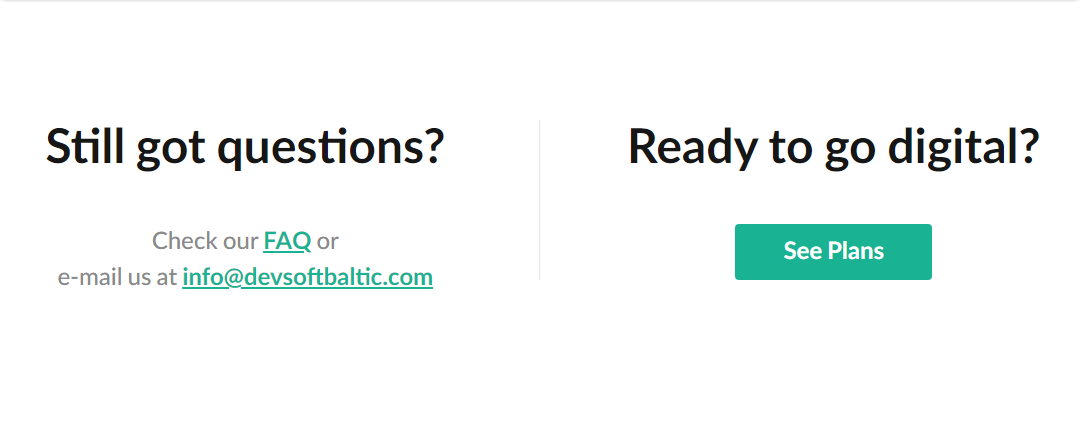 Still got questions?
Check our FAQ or
e-mail us at info@devsoftbaltic.com
Ready to go digital?
See Plans